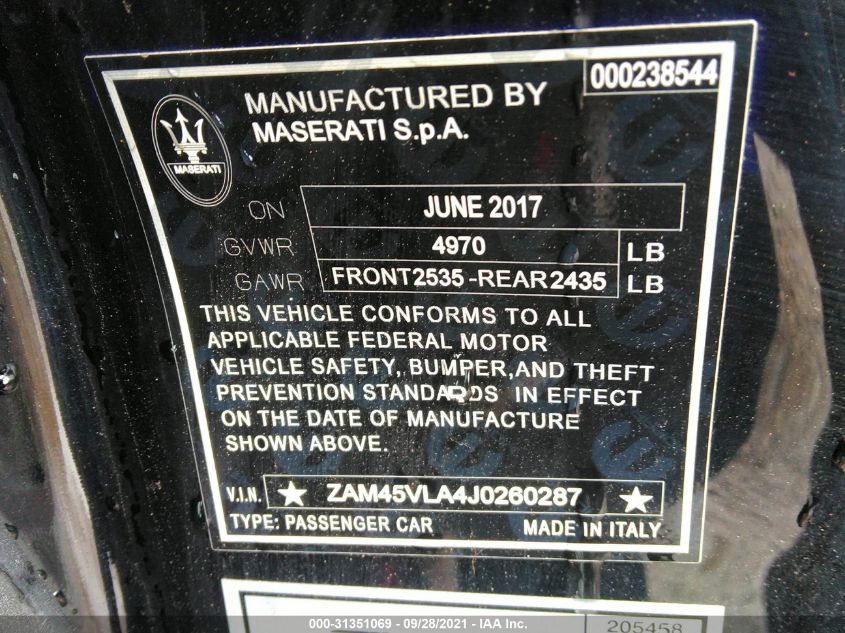 000238544
MANUFACTURED BY
MASERATI S.p.A.
MASERATI
ON JUNE 2017
GVWR 4970 LB
GAWR FRONT2535-REAR2435 LB
THIS VEHICLE CONFORMS TO ALL
APPLICABLE FEDERAL MOTOR
VEHICLE SAFETY, BUMPER,AND THEFT
PREVENTION STANDARDS IN EFFECT
ON THE DATE OF MANUFACTURE
SHOWN ABOVE.
V.I.N. ★ ZAM45VLA4J0260287 ★
TYPE: PASSENGER CAR MADE IN ITALY
205458
000-31351069 - 09/28/2021 - IAA Inc.